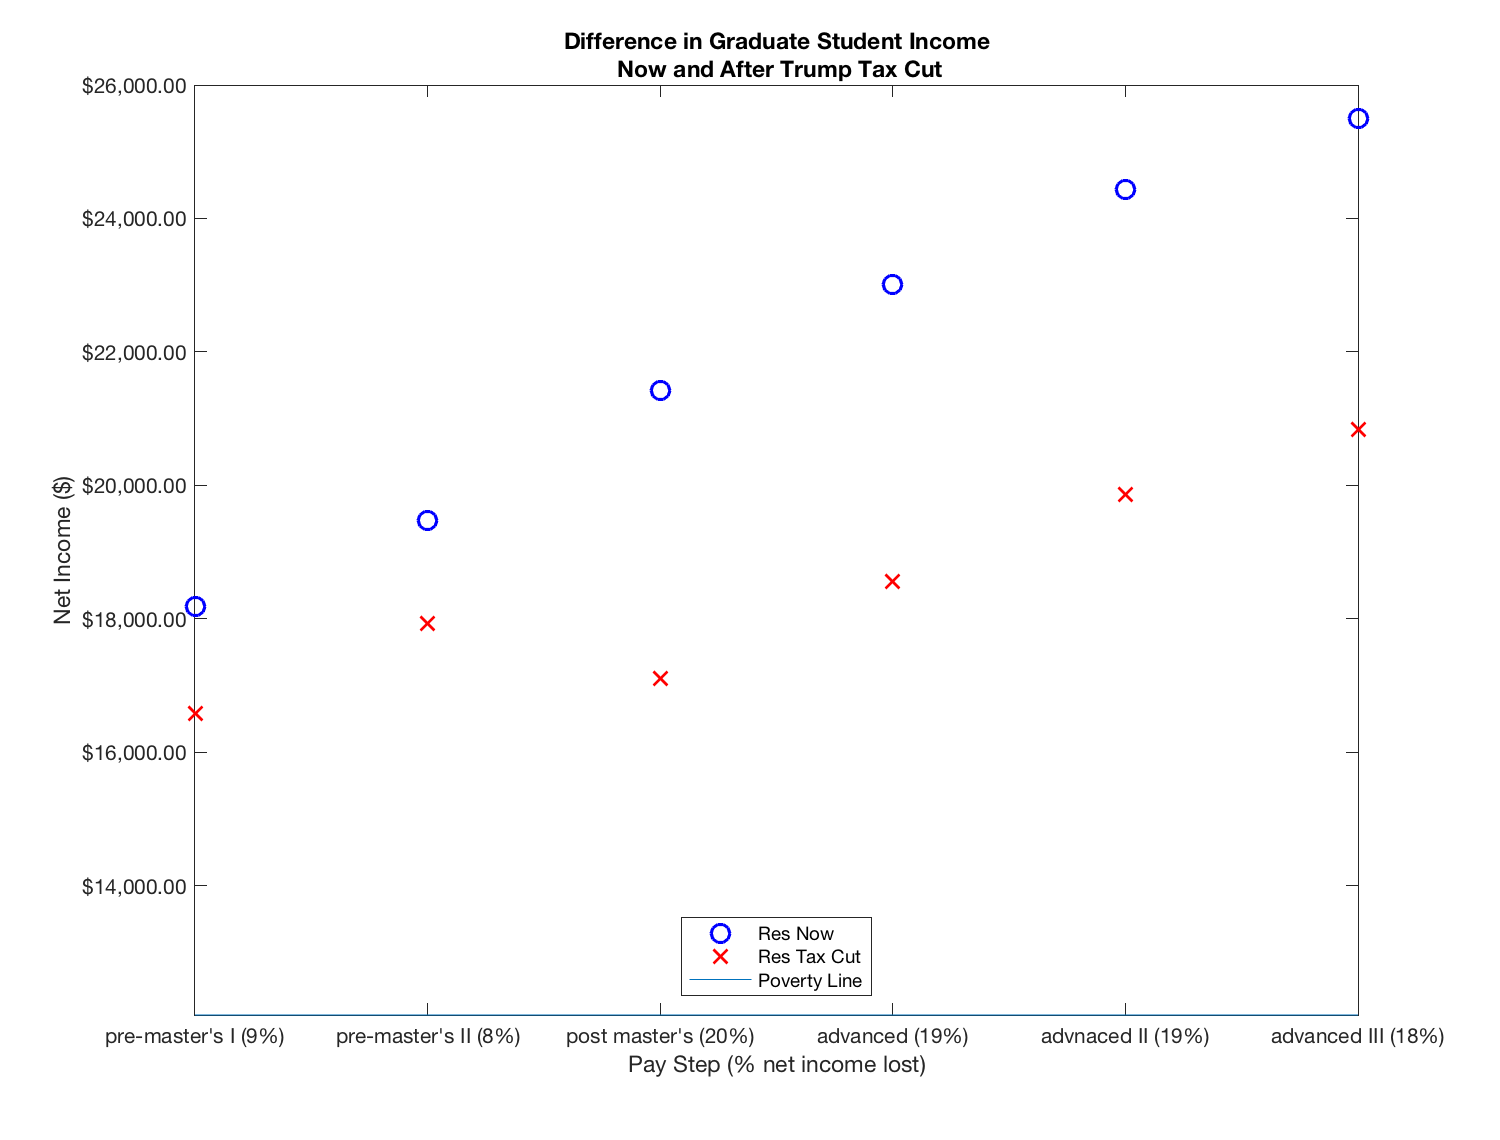 Difference in Graduate Student Income
Now and After Trump Tax Cut
$26,000.00
$24,000.00
$22,000.00
$20,000.00
$18,000.00
$16,000.00
$14,000.00
Net Income ($)
Res Now
Res Tax Cut
Poverty Line
pre-master's I (9%) pre-master's II (8%) post master's (20%) advanced (19%) advnaced II (19%) advanced III (18%)
Pay Step (% net income lost)